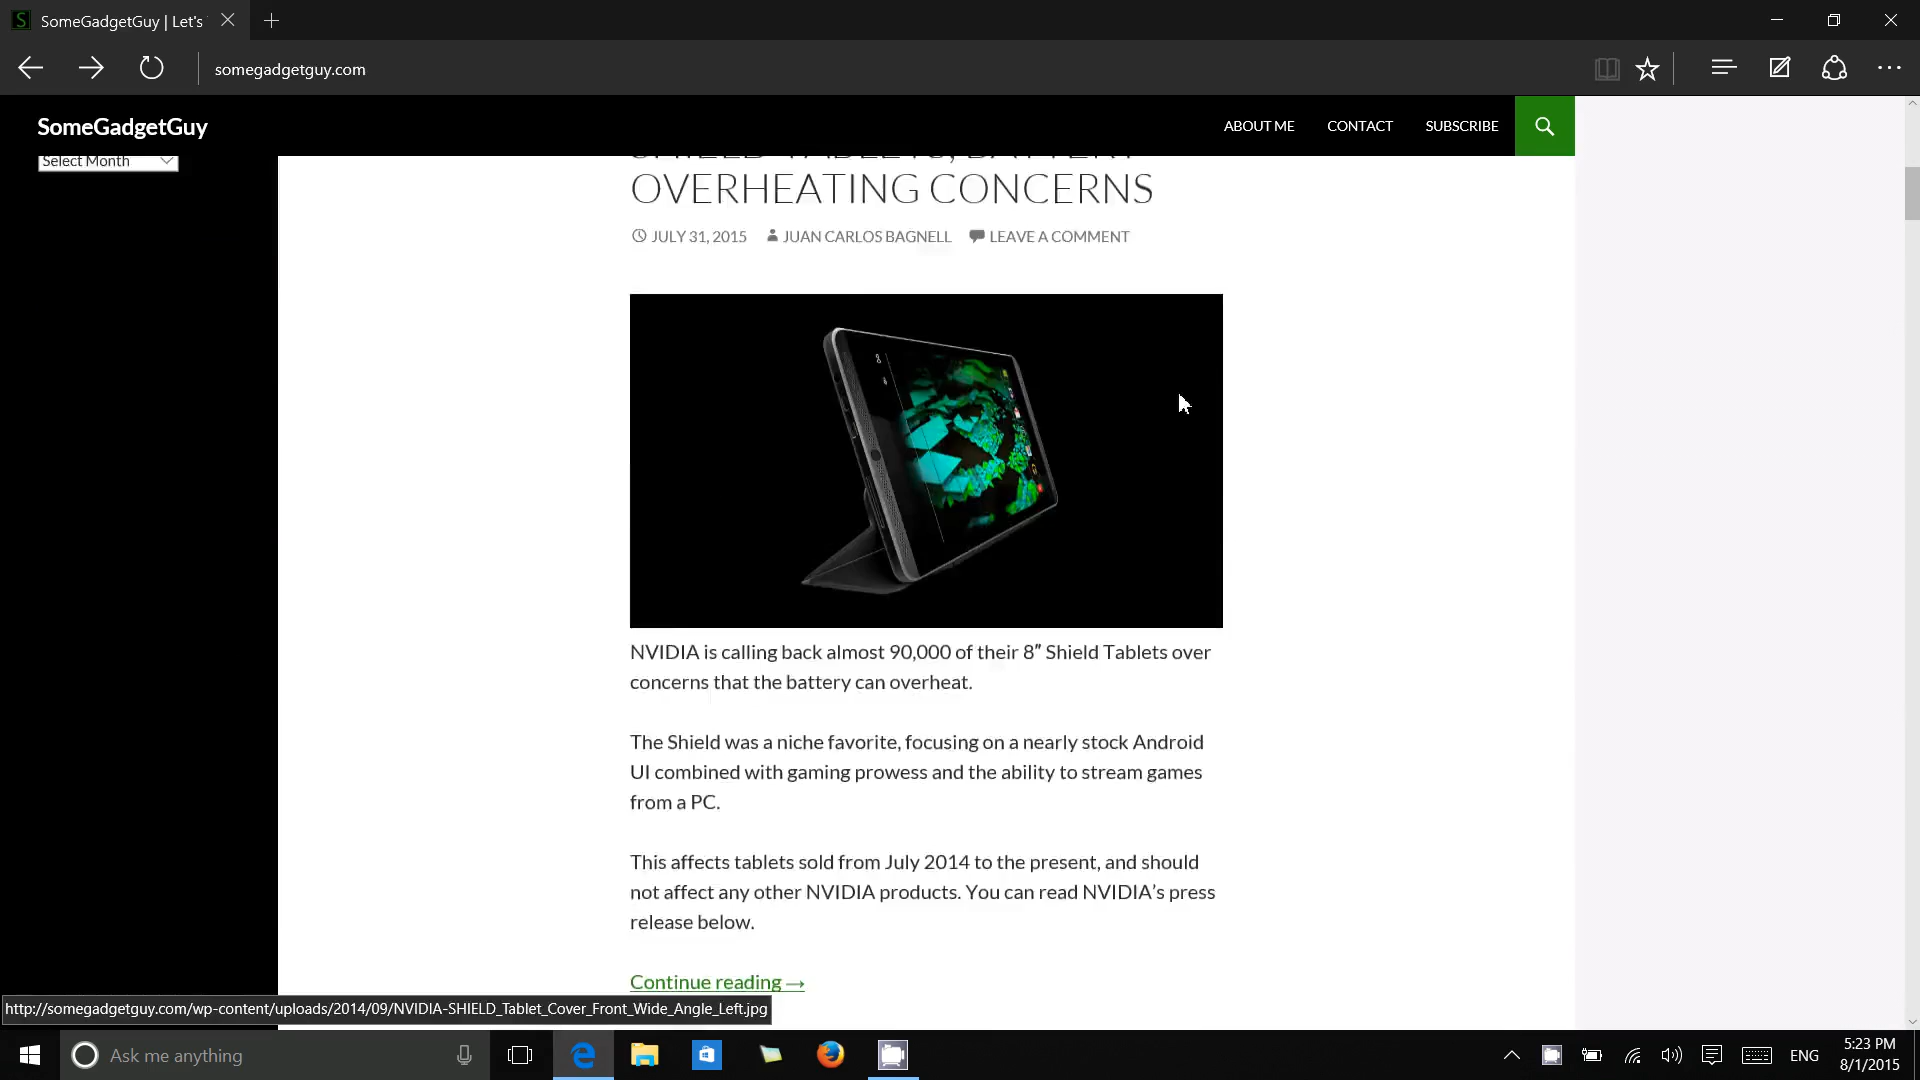 SomeGadgetGuy | Let's
somegadgetguy.com
SomeGadgetGuy
ABOUT ME
CONTACT
SUBSCRIBE
Select Month
SHIELD TABLETS, BATTERY
OVERHEATING CONCERNS
JULY 31, 2015 JUAN CARLOS BAGNELL LEAVE A COMMENT
NVIDIA is calling back almost 90,000 of their 8” Shield Tablets over
concerns that the battery can overheat.
The Shield was a niche favorite, focusing on a nearly stock Android
UI combined with gaming prowess and the ability to stream games
from a PC.
This affects tablets sold from July 2014 to the present, and should
not affect any other NVIDIA products. You can read NVIDIA’s press
release below.
Continue reading →
http://somegadgetguy.com/wp-content/uploads/2014/09/NVIDIA-SHIELD_Tablet_Cover_Front_Wide_Angle_Left.jpg
Ask me anything
ENG
5:23 PM
8/1/2015